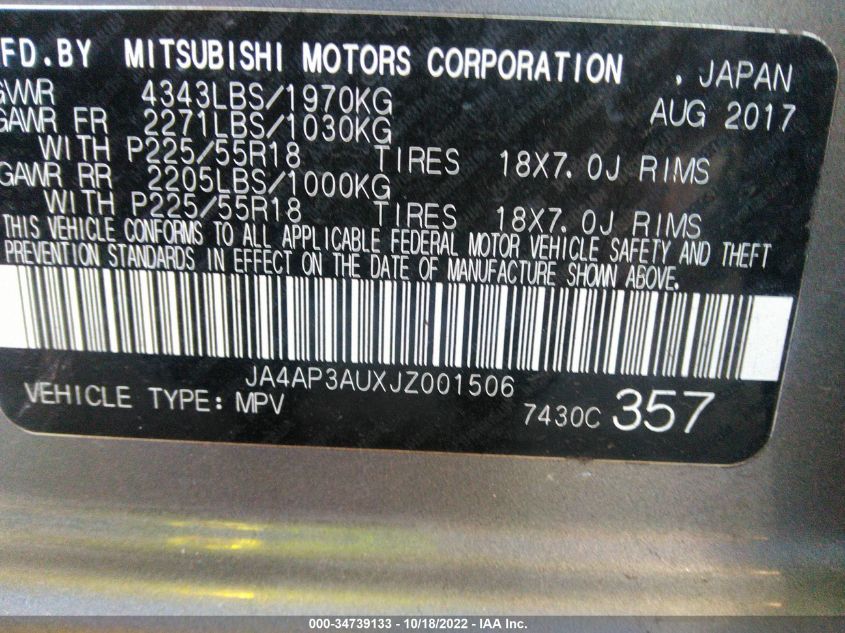 FD.BY MITSUBISHI MOTORS CORPORATION , JAPAN
GVWR 4343LBS/1970KG AUG 2017
GAWR FR 2271LBS/1030KG
WITH P225/55R18 TIRES 18X7.0J RIMS
GAWR RR 2205LBS/1000KG
WITH P225/55R18 TIRES 18X7.0J RIMS
THIS VEHICLE CONFORMS TO ALL APPLICABLE FEDERAL MOTOR VEHICLE SAFETY AND THEFT
PREVENTION STANDARDS IN EFFECT ON THE DATE OF MANUFACTURE SHOWN ABOVE.
JA4AP3AUXJZ001506
VEHICLE TYPE: MPV 7430C 357
000-34739133 - 10/18/2022 - IAA Inc.